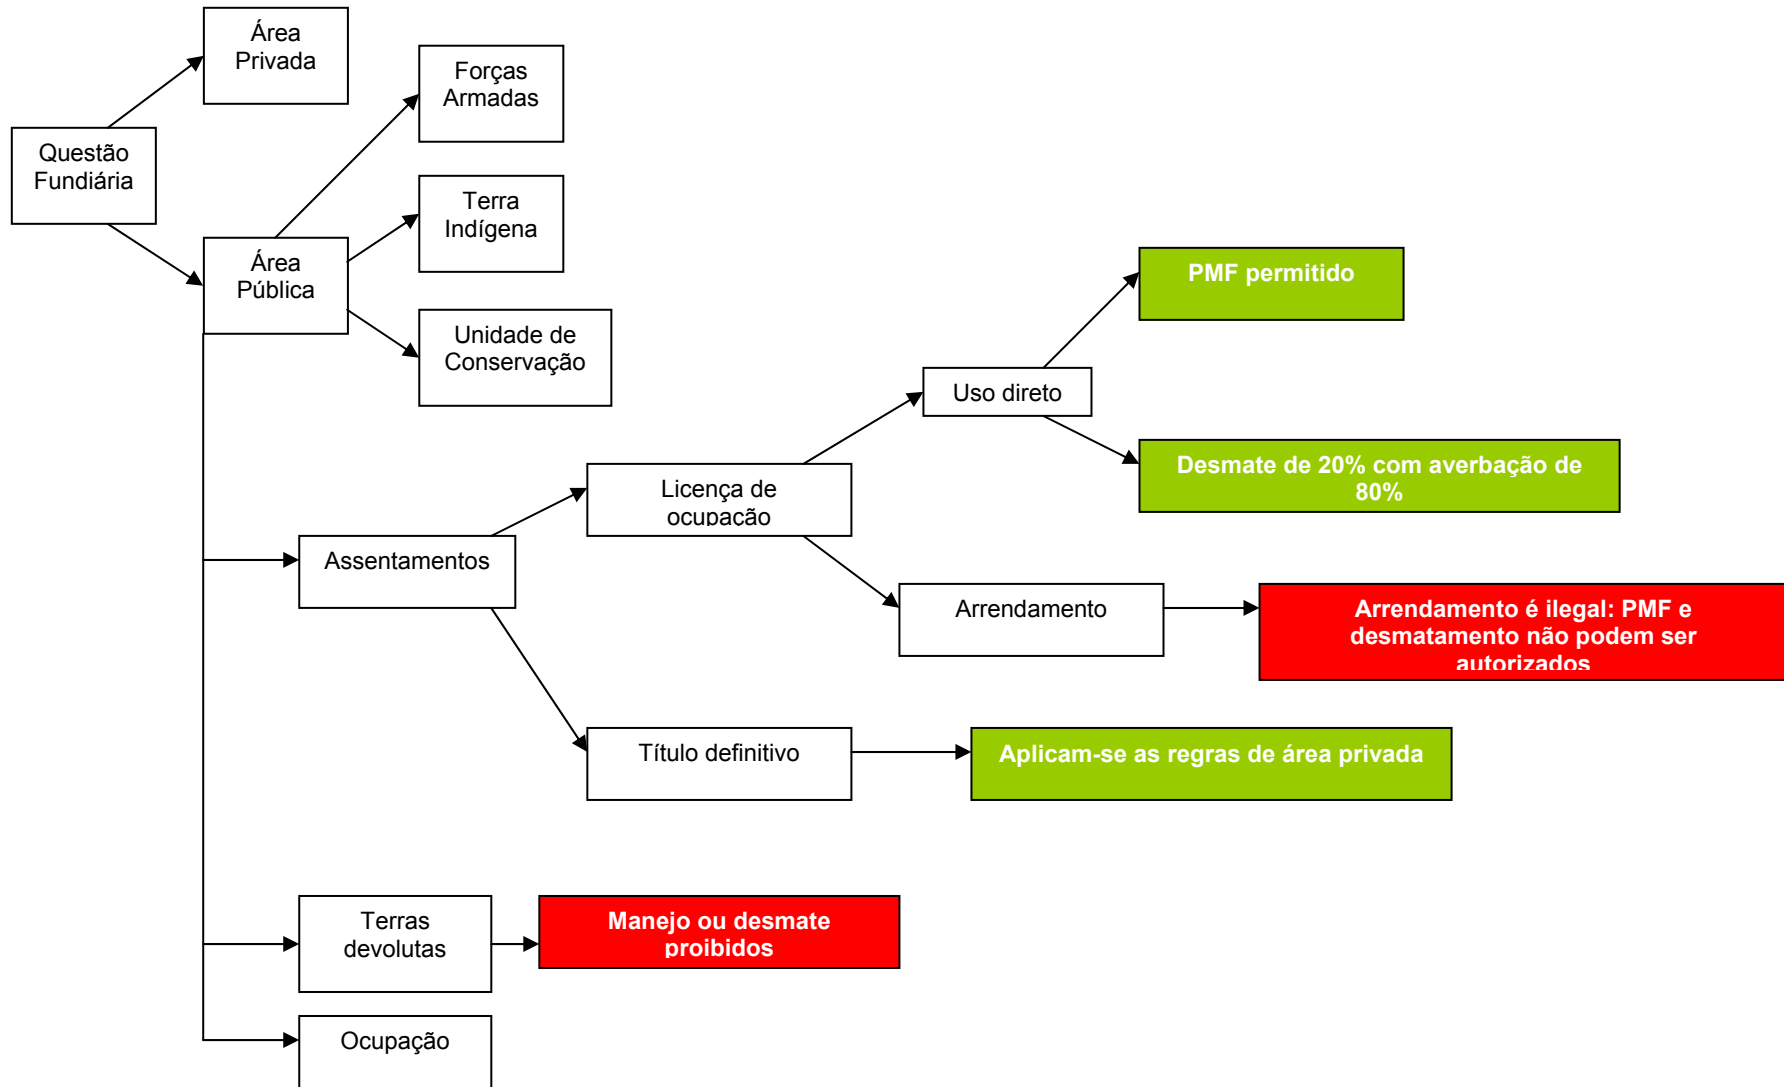 Área
Privada
Forças
Armadas
Questão
Fundiária
Terra
Indígena
Área
Pública
PMF permitido
Unidade de
Conservação
Uso direto
Desmate de 20% com averbação de
80%
Licença de
ocupação
Assentamentos
Arrendamento
Arrendamento é ilegal: PMF e
desmatamento não podem ser
autorizados
Título definitivo
Aplicam-se as regras de área privada
Terras
devolutas
Manejo ou desmate
proibidos
Ocupação